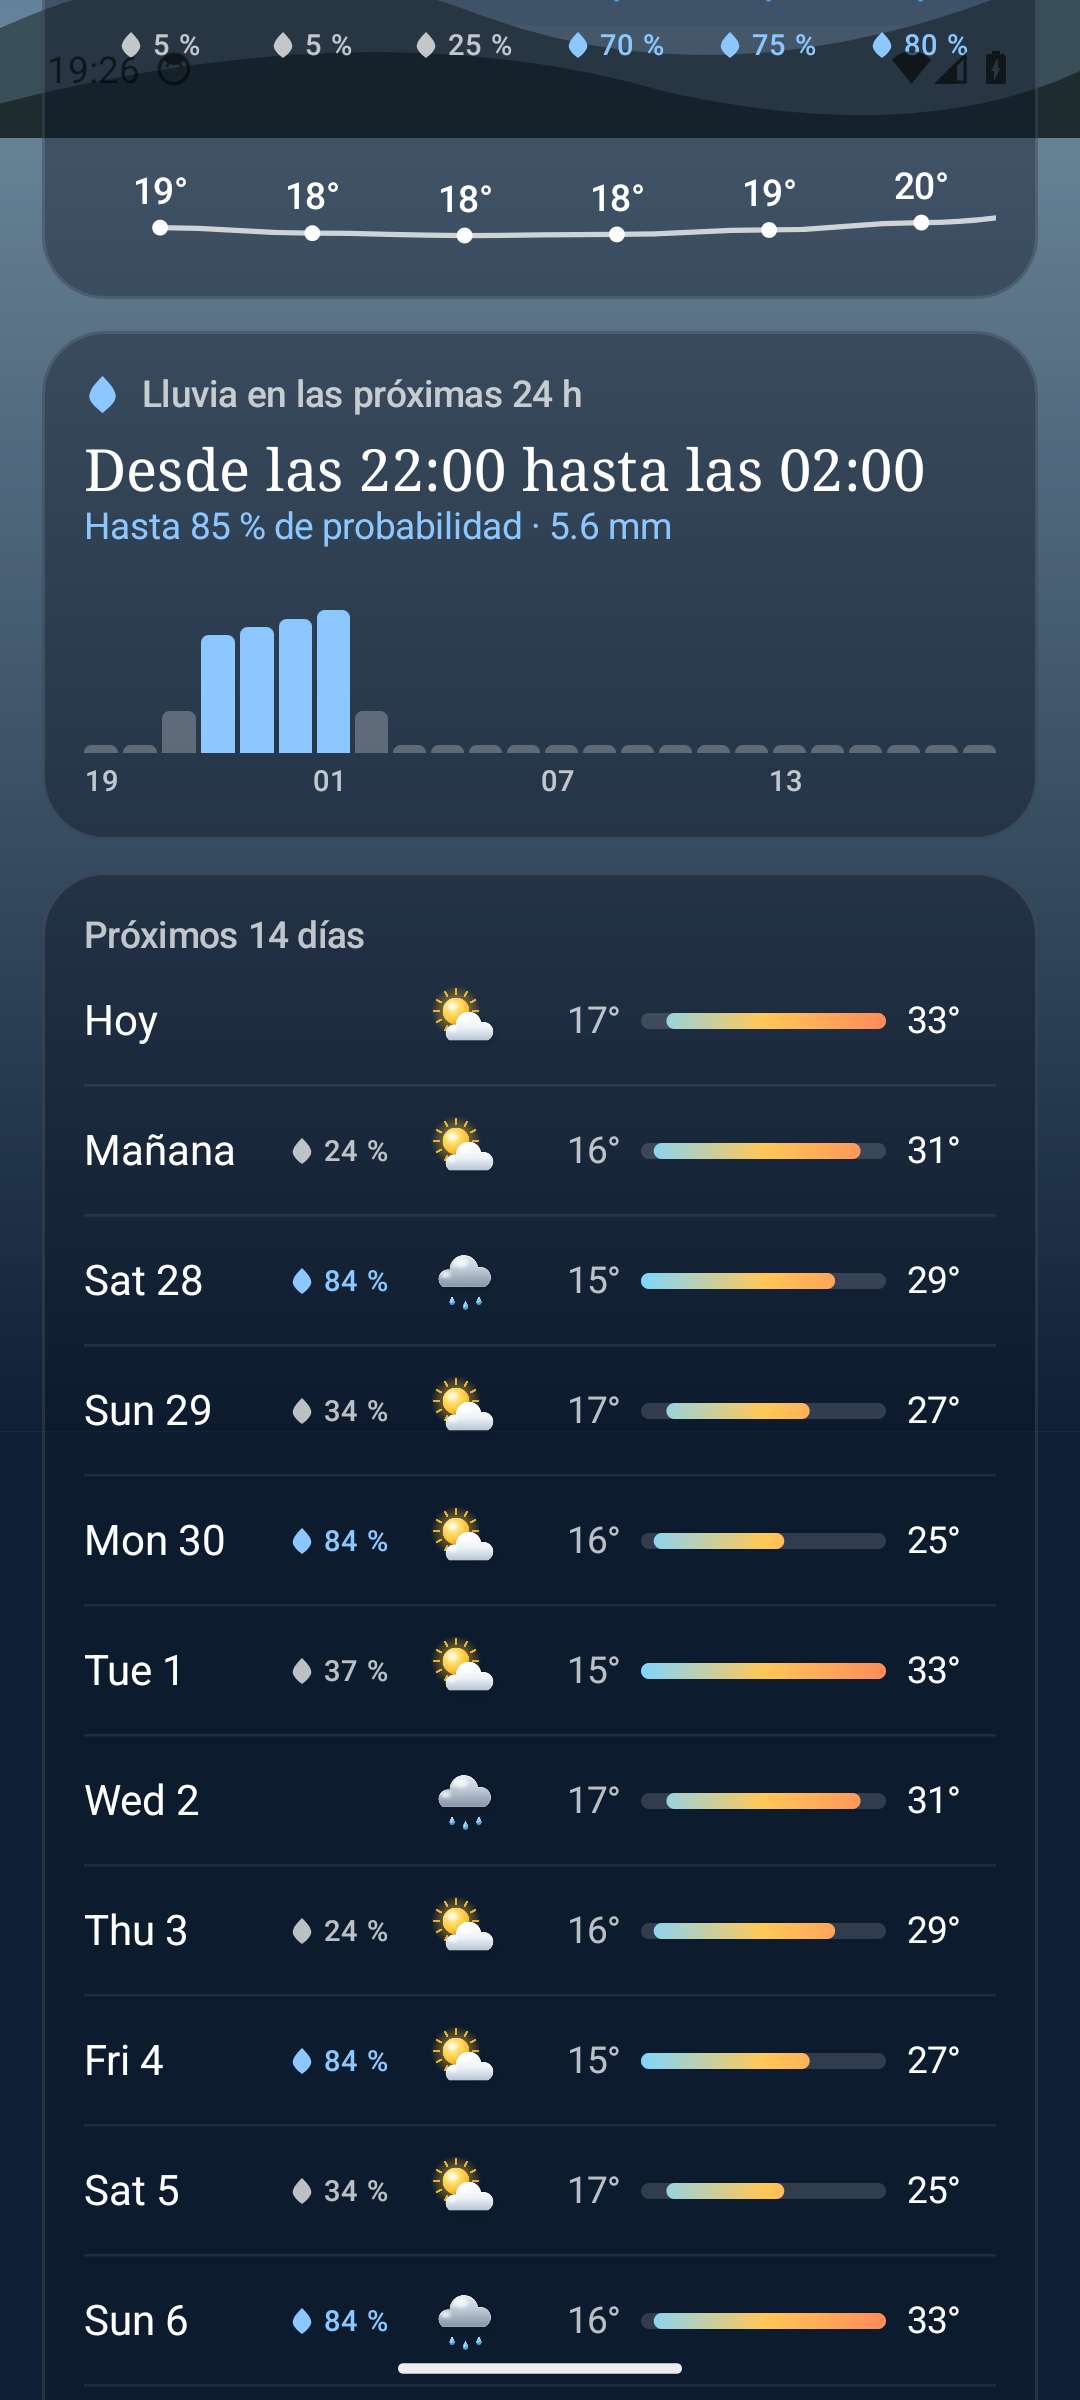 5 % 5 % 25 % 70 % 75 % 80 %
19:26
19° 18° 18° 18° 19° 20°
Lluvia en las próximas 24 h
Desde las 22:00 hasta las 02:00
Hasta 85 % de probabilidad · 5.6 mm
19 01 07 13
Próximos 14 días
Hoy 17° 33°
Mañana 24 % 16° 31°
Sat 28 84 % 15° 29°
Sun 29 34 % 17° 27°
Mon 30 84 % 16° 25°
Tue 1 37 % 15° 33°
Wed 2 17° 31°
Thu 3 24 % 16° 29°
Fri 4 84 % 15° 27°
Sat 5 34 % 17° 25°
Sun 6 84 % 16° 33°